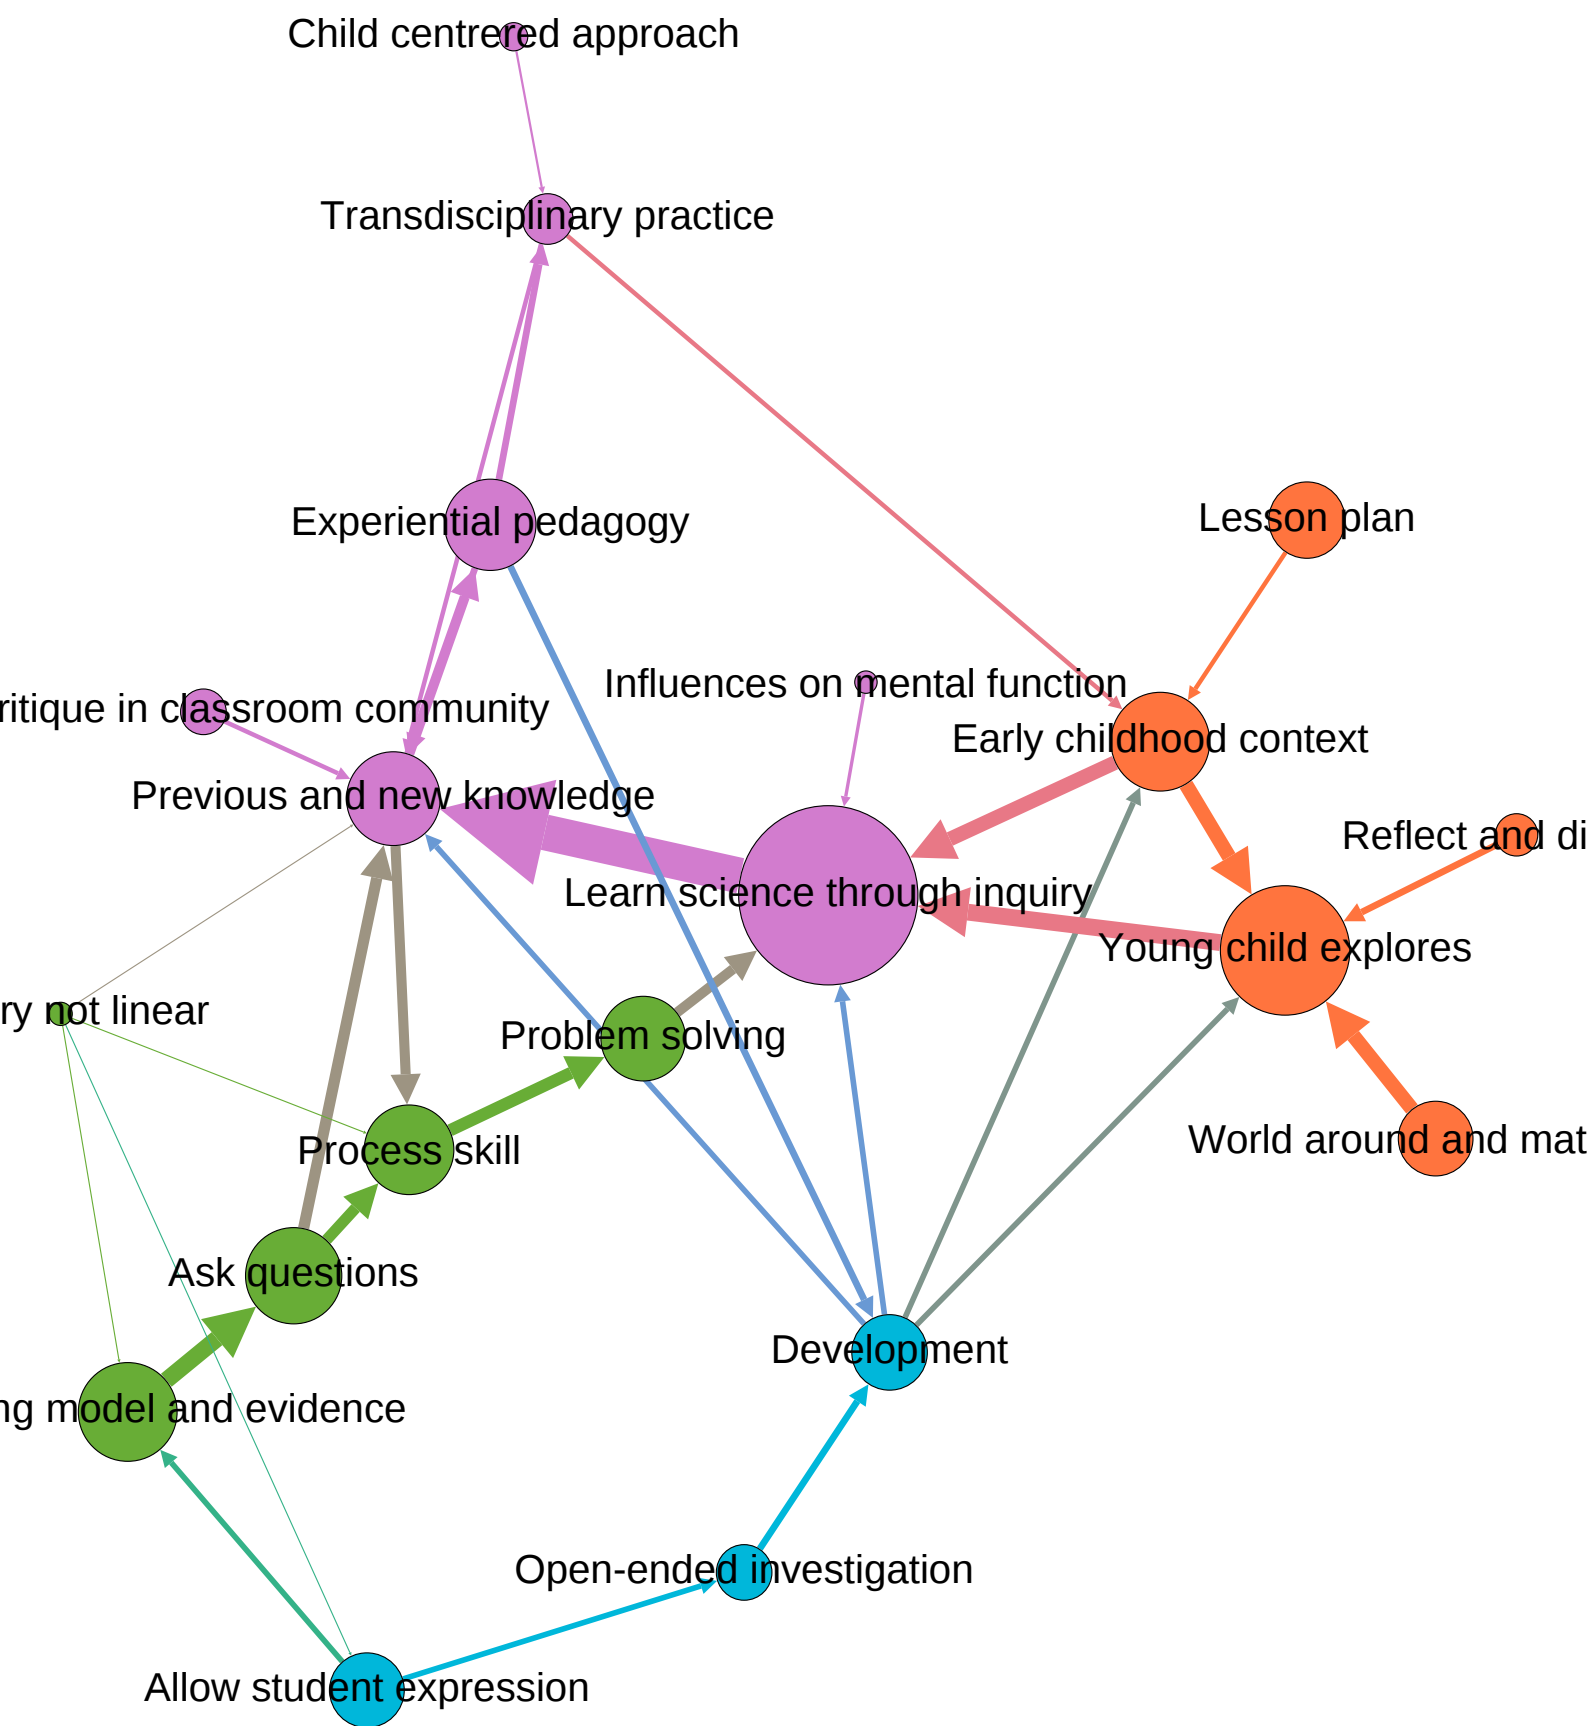 Child centrered approach
Transdisciplinary practice
Experiential pedagogy
Lesson plan
Influences on mental function
ritique in classroom community
Early childhood context
Previous and new knowledge
Reflect and di
Learn science through inquiry
Young child explores
ry not linear
Problem solving
World around and mat
Process skill
Ask questions
Development
ng model and evidence
Open-ended investigation
Allow student expression